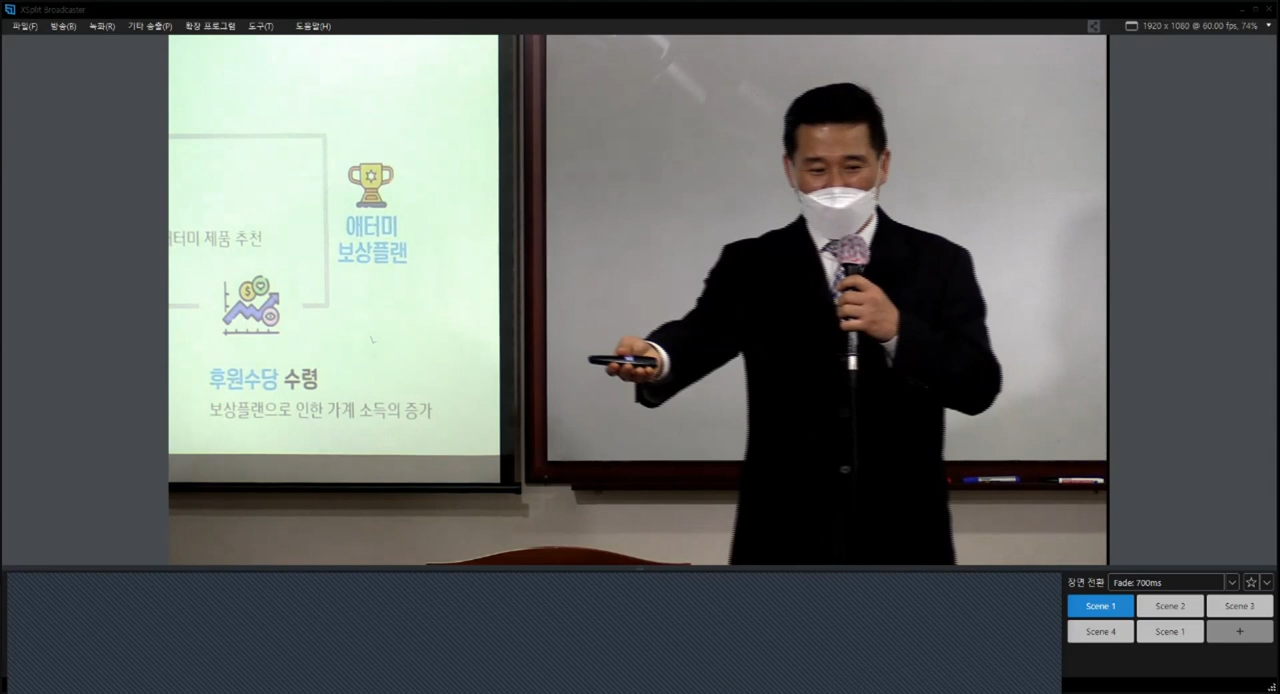 XSplit Broadcaster
파일(F) 방송(B) 녹화(R) 기타 송출(P) 확장 프로그램 도구(T) 도움말(H)
1920 x 1080 @ 60.00 fps, 74%
애터미
보상플랜
터미 제품 추천
후원수당 수령
보상플랜으로 인한 가계 소득의 증가
장면 전환 Fade: 700ms
Scene 1 Scene 2 Scene 3
Scene 4 Scene 1 +